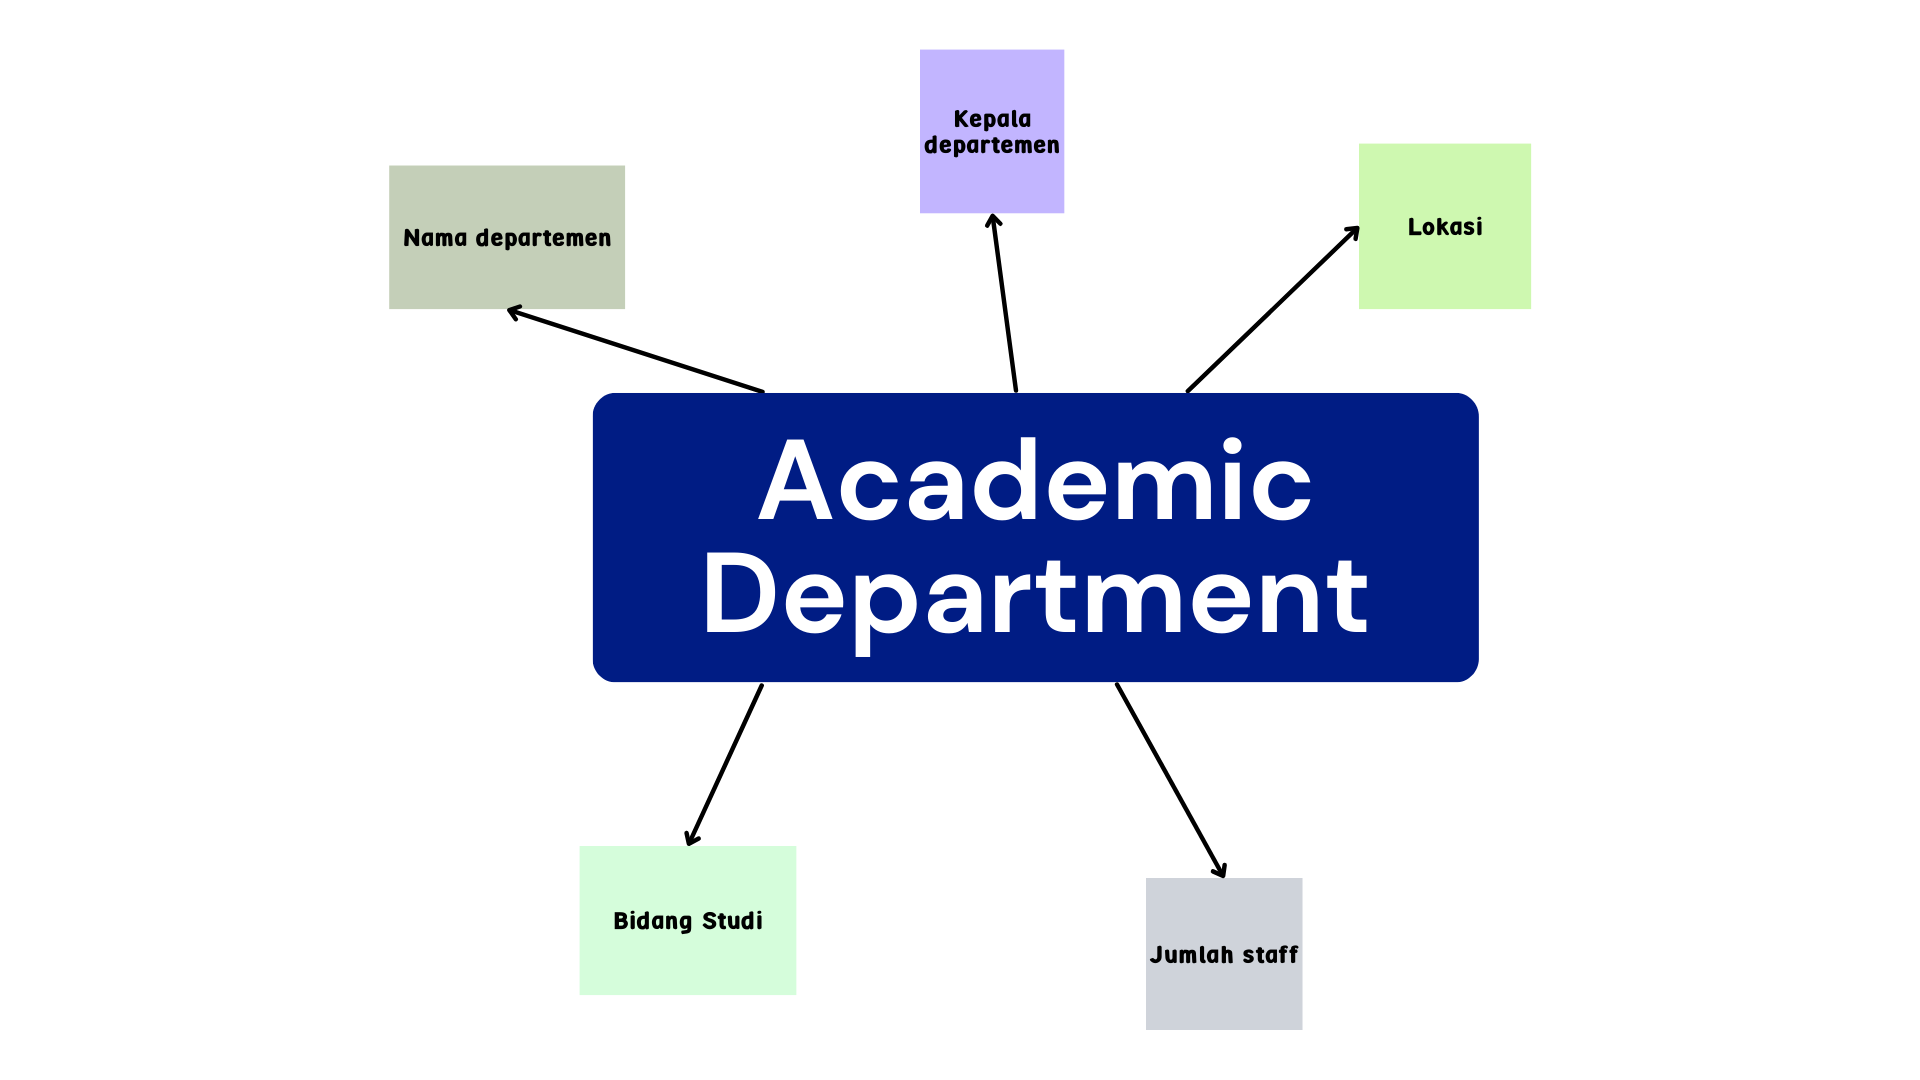 Kepala
departemen
Nama departemen
Lokasi
Academic
Department
Bidang Studi
Jumlah staff